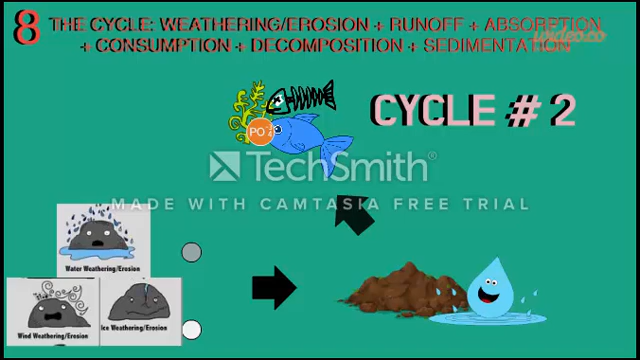 8 THE CYCLE: WEATHERING/EROSION + RUNOFF + ABSORPTION
+ CONSUMPTION + DECOMPOSITION + SEDIMENTATION
CYCLE # 2
PO
TechSmith®
MADE WITH CAMTASIA FREE TRIAL
Water Weathering/Erosion
Wind Weathering/Erosion
Ice Weathering/Erosion